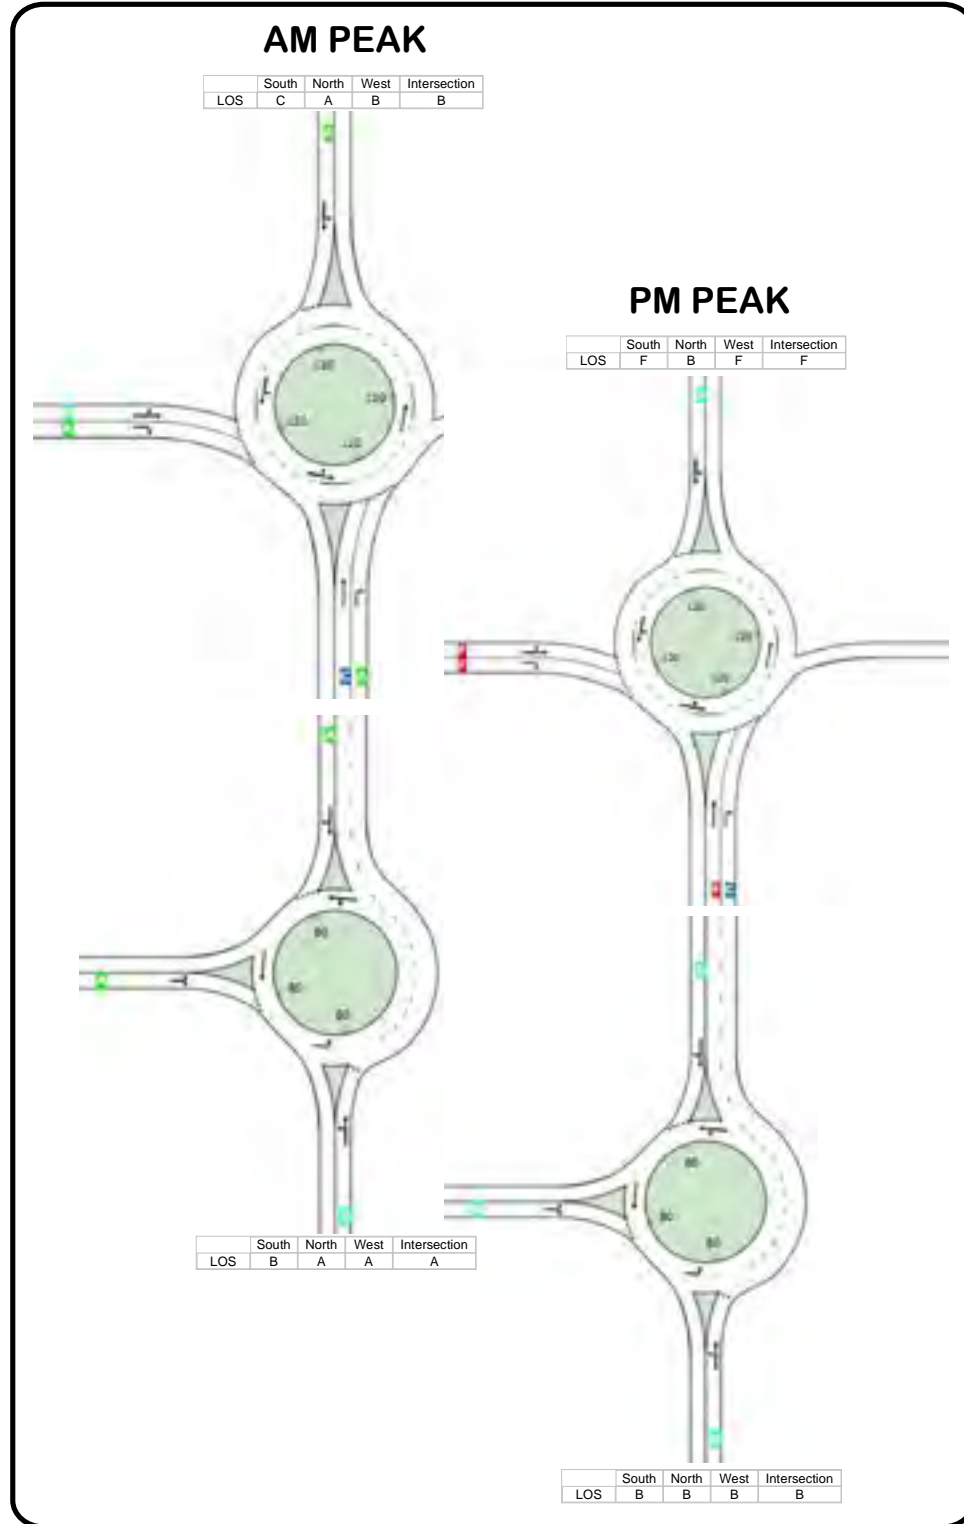 AM PEAK
South North West Intersection
LOS C A B B
PM PEAK
South North West Intersection
LOS F B F F
South North West Intersection
LOS B A A A
South North West Intersection
LOS B B B B